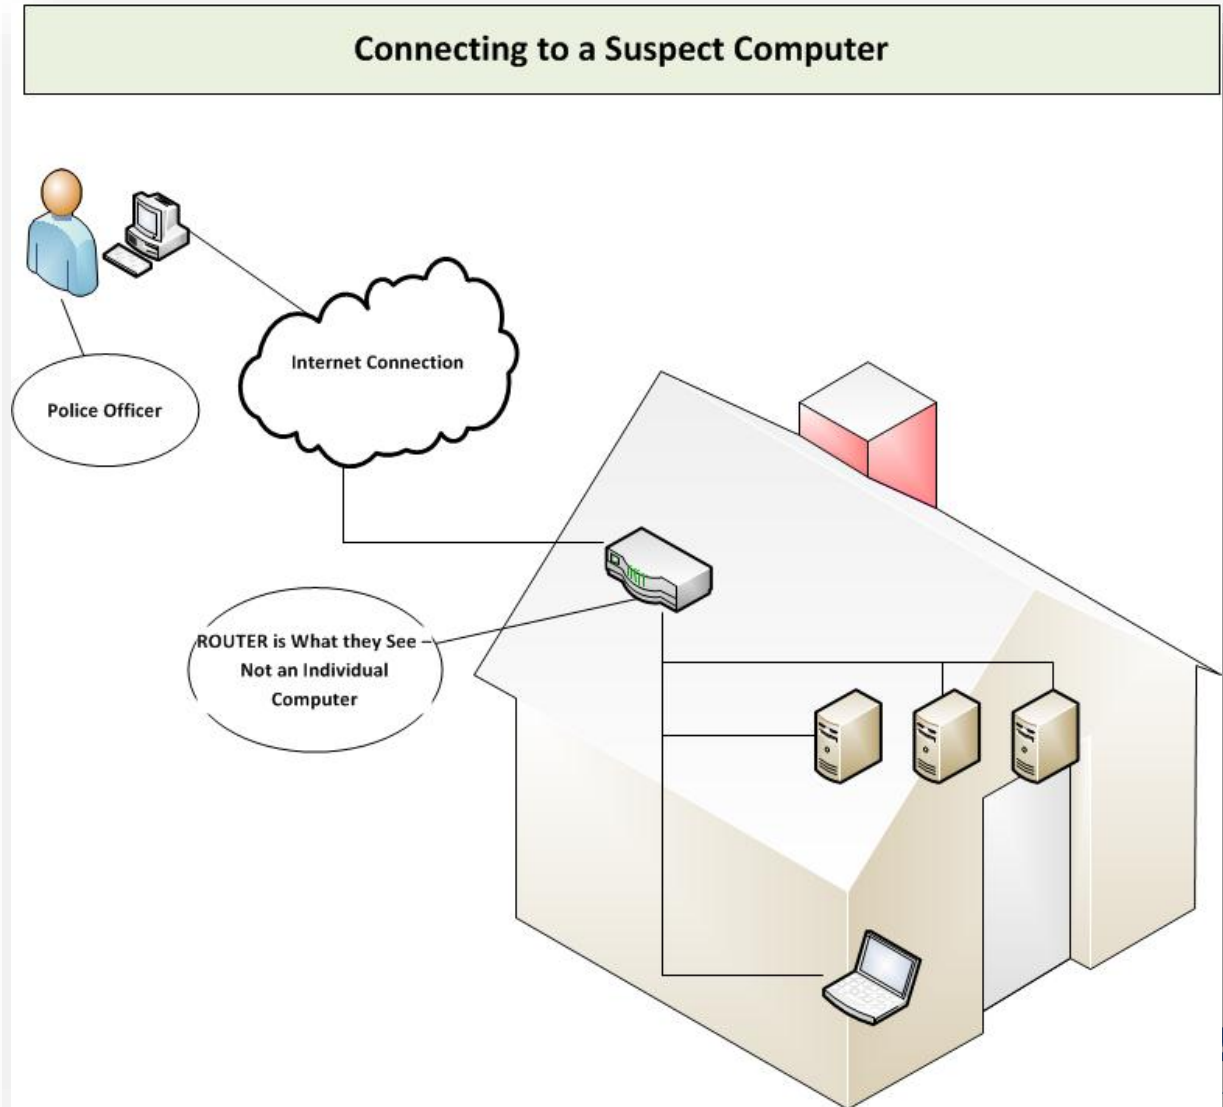 Connecting to a Suspect Computer
Internet Connection
Police Officer
ROUTER is What they See –
Not an Individual
Computer